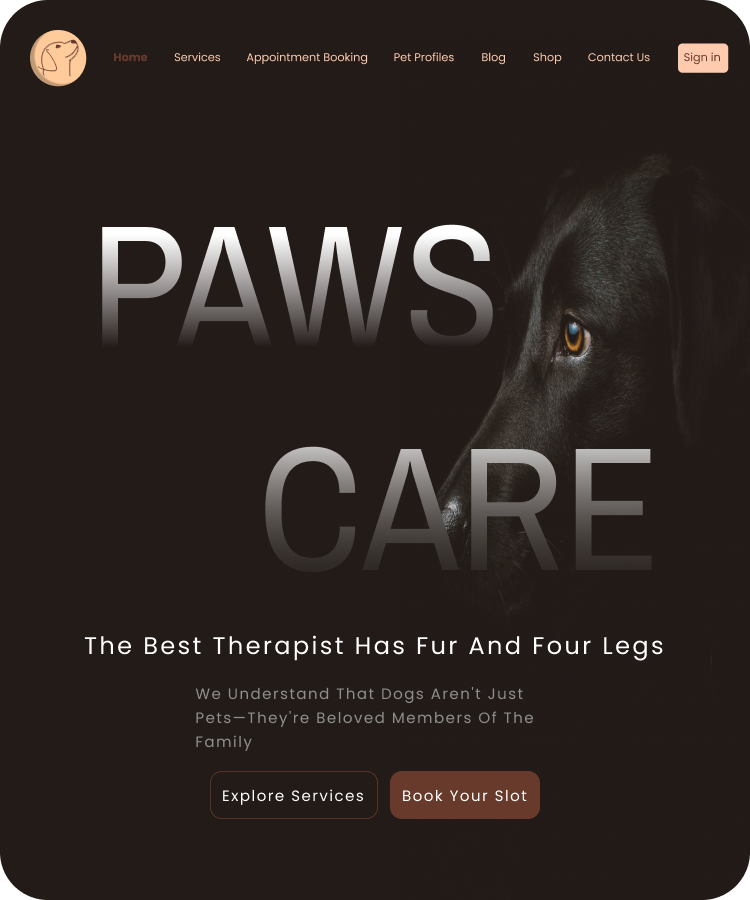 Home Services Appointment Booking Pet Profiles Blog Shop Contact Us Sign in
PAWS
CARE
The Best Therapist Has Fur And Four Legs
We Understand That Dogs Aren't Just
Pets—They're Beloved Members Of The
Family
Explore Services Book Your Slot